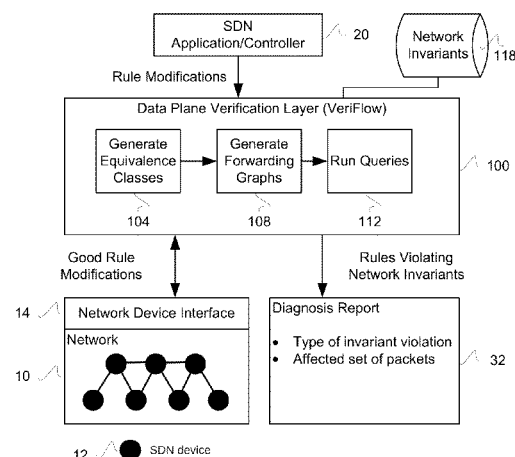 SDN
Application/Controller
20
Network
Invariants
118
Rule Modifications
Data Plane Verification Layer (VeriFlow)
Generate
Equivalence
Classes
Generate
Forwarding
Graphs
Run Queries
100
104
108
112
Good Rule
Modifications
Rules Violating
Network Invariants
14
Network Device Interface
Network
10
Diagnosis Report
• Type of invariant violation
• Affected set of packets
32
12
SDN device